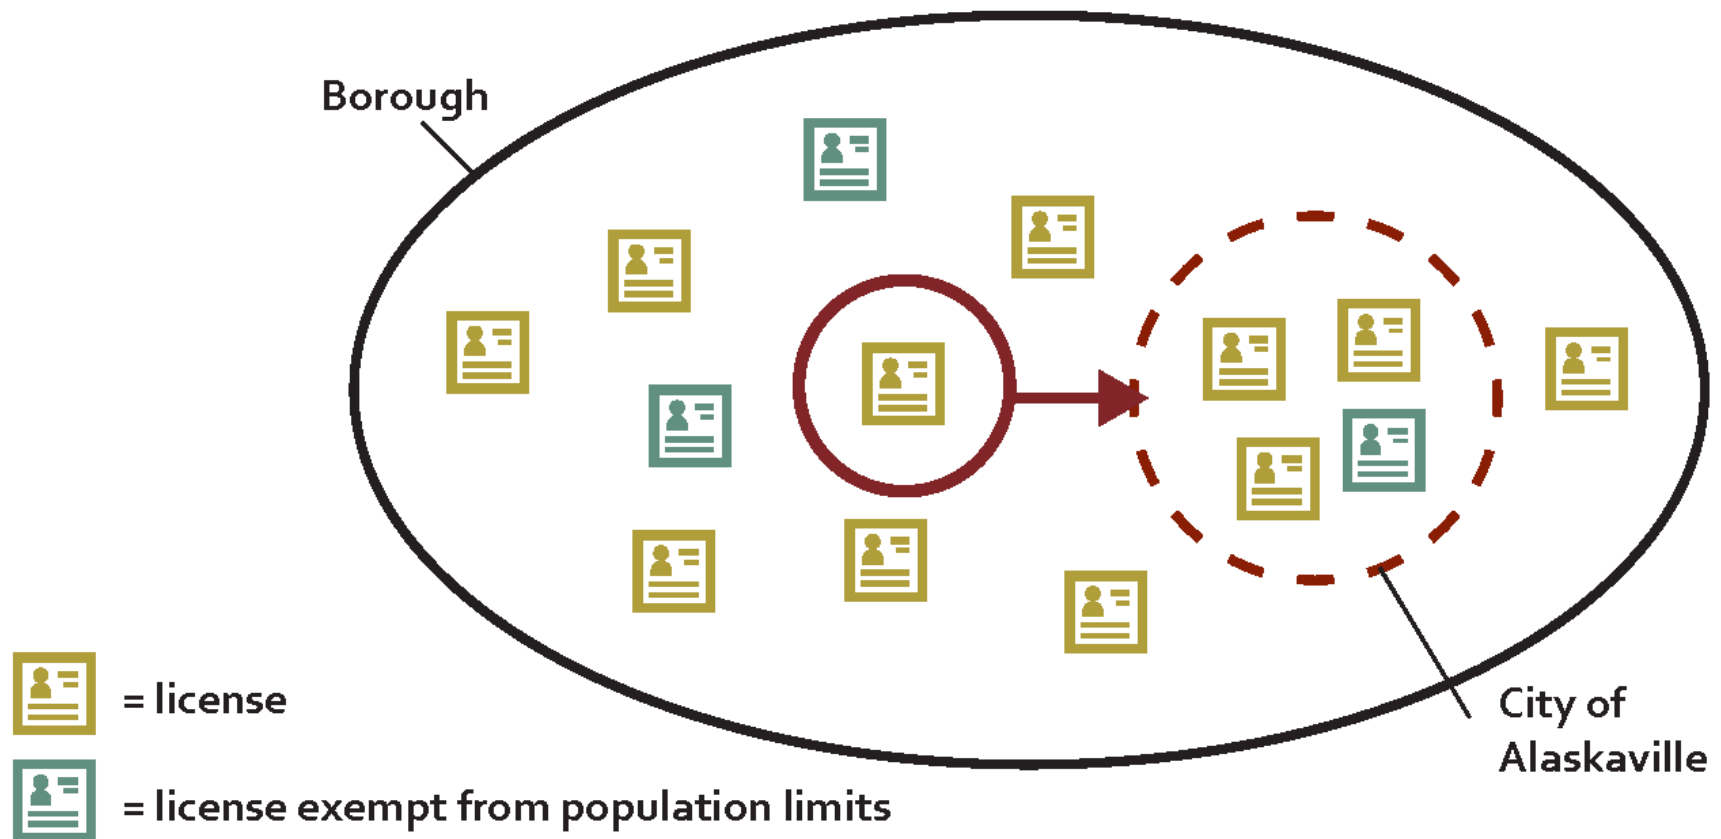 Borough
= license
City of
Alaskaville
= license exempt from population limits